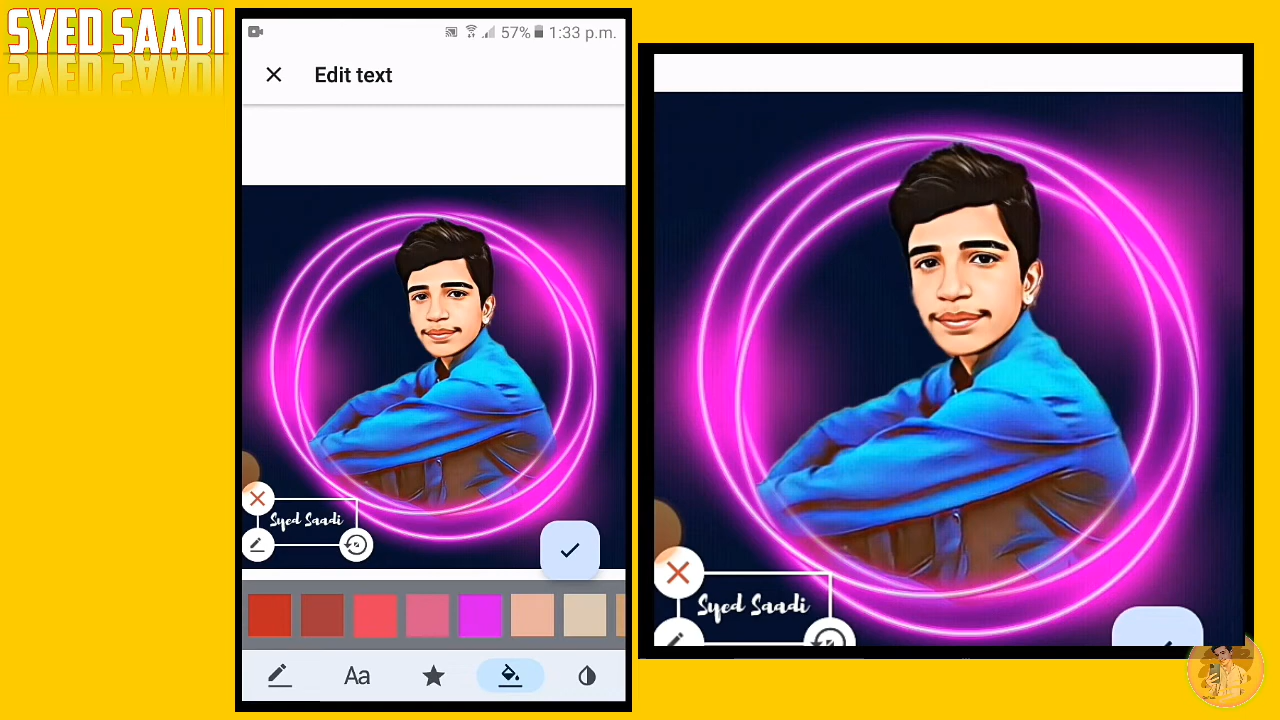 SYED SAADI
57% 1:33 p.m.
Edit text
Syed Saadi
Aa
Syed Saadi